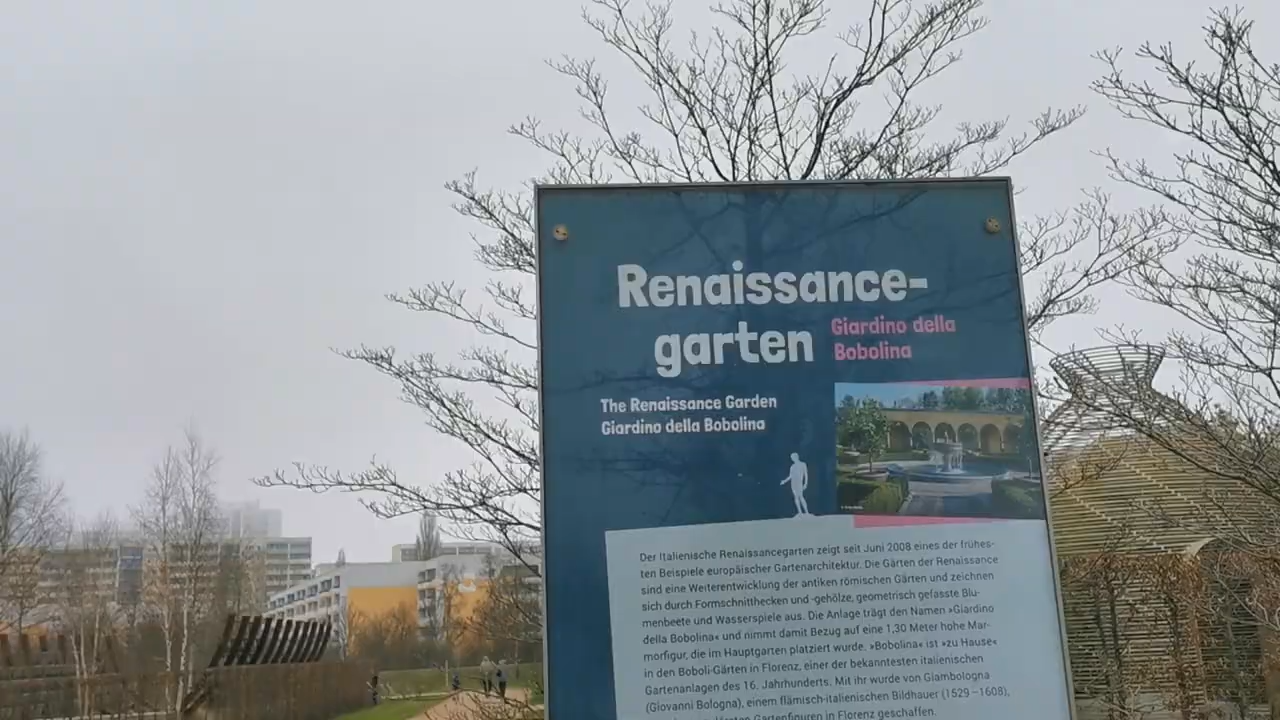 Renaissance-
garten
Giardino della
Bobolina
The Renaissance Garden
Giardino della Bobolina
Der Italienische Renaissancegarten zeigt seit Juni 2008 eines der frühes-
ten Beispiele europäischer Gartenarchitektur. Die Gärten der Renaissance
sind eine Weiterentwicklung der antiken römischen Gärten und zeichnen
sich durch Formschnitthecken und -gehölze, geometrisch gefasste Blu-
menbeete und Wasserspiele aus. Die Anlage trägt den Namen »Giardino
della Bobolina« und nimmt damit Bezug auf eine 1,30 Meter hohe Mar-
morfigur, die im Hauptgarten platziert wurde. »Bobolina« ist »zu Hause«
in den Boboli-Gärten in Florenz, einer der bekanntesten italienischen
Gartenanlagen des 16. Jahrhunderts. Mit ihr wurde von Giambologna
(Giovanni Bologna), einem flämisch-italienischen Bildhauer (1529–1608),
Gartenfiguren in Florenz geschaffen.